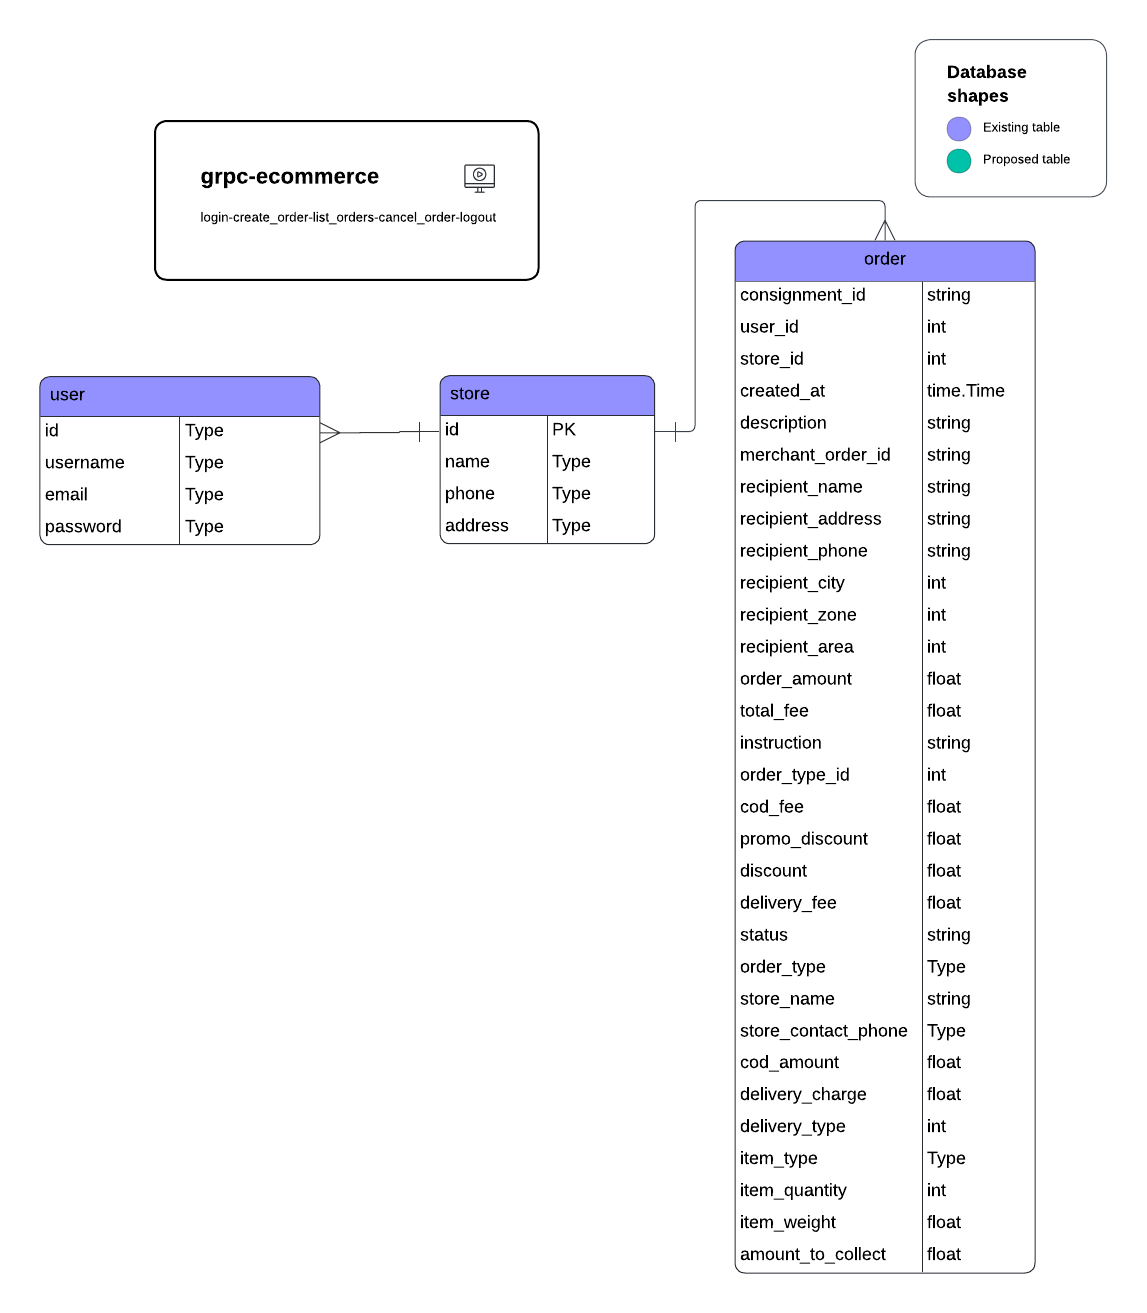 Database
shapes
Existing table
Proposed table
grpc-ecommerce
login-create_order-list_orders-cancel_order-logout
user
id Type
username Type
email Type
password Type
store
id PK
name Type
phone Type
address Type
order
consignment_id string
user_id int
store_id int
created_at time.Time
description string
merchant_order_id string
recipient_name string
recipient_address string
recipient_phone string
recipient_city int
recipient_zone int
recipient_area int
order_amount float
total_fee float
instruction string
order_type_id int
cod_fee float
promo_discount float
discount float
delivery_fee float
status string
order_type Type
store_name string
store_contact_phone Type
cod_amount float
delivery_charge float
delivery_type int
item_type Type
item_quantity int
item_weight float
amount_to_collect float